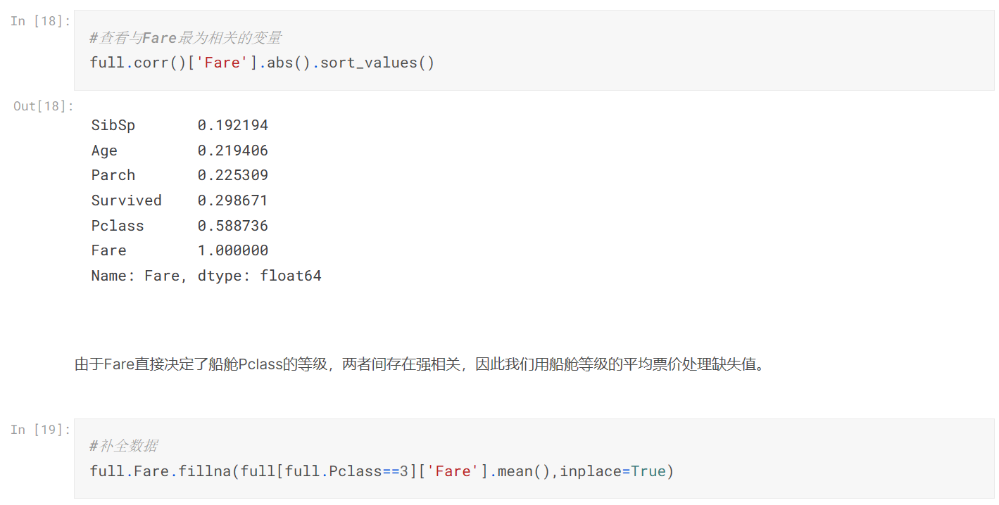 In [18]:
#查看与Fare最为相关的变量
full.corr()['Fare'].abs().sort_values()
Out[18]:
SibSp       0.192194
Age         0.219406
Parch       0.225309
Survived    0.298671
Pclass      0.588736
Fare        1.000000
Name: Fare, dtype: float64
由于Fare直接决定了船舱Pclass的等级，两者间存在强相关，因此我们用船舱等级的平均票价处理缺失值。
In [19]:
#补全数据
full.Fare.fillna(full[full.Pclass==3]['Fare'].mean(),inplace=True)